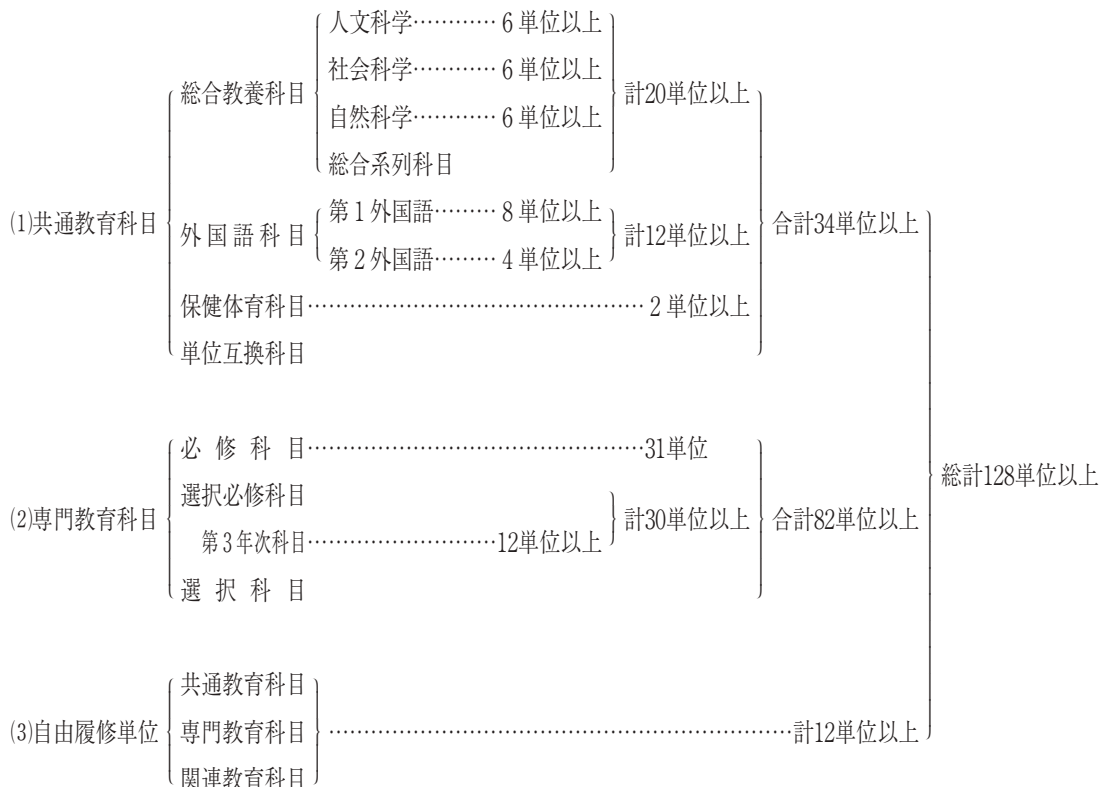 人文科学………… 6 単位以上
社会科学………… 6 単位以上
総合教養科目 計20単位以上
自然科学………… 6 単位以上
総合系列科目
第1外国語……… 8 単位以上
(1)共通教育科目 外国語科目 計12単位以上 合計34単位以上
第2外国語……… 4 単位以上
保健体育科目………………………………………… 2 単位以上
単位互換科目
必修科目…………………………………………31単位
総計128単位以上
選択必修科目
(2)専門教育科目 計30単位以上 合計82単位以上
第3年次科目………………………12単位以上
選択科目
共通教育科目
(3)自由履修単位 専門教育科目 …………………………………………………………計12単位以上
関連教育科目